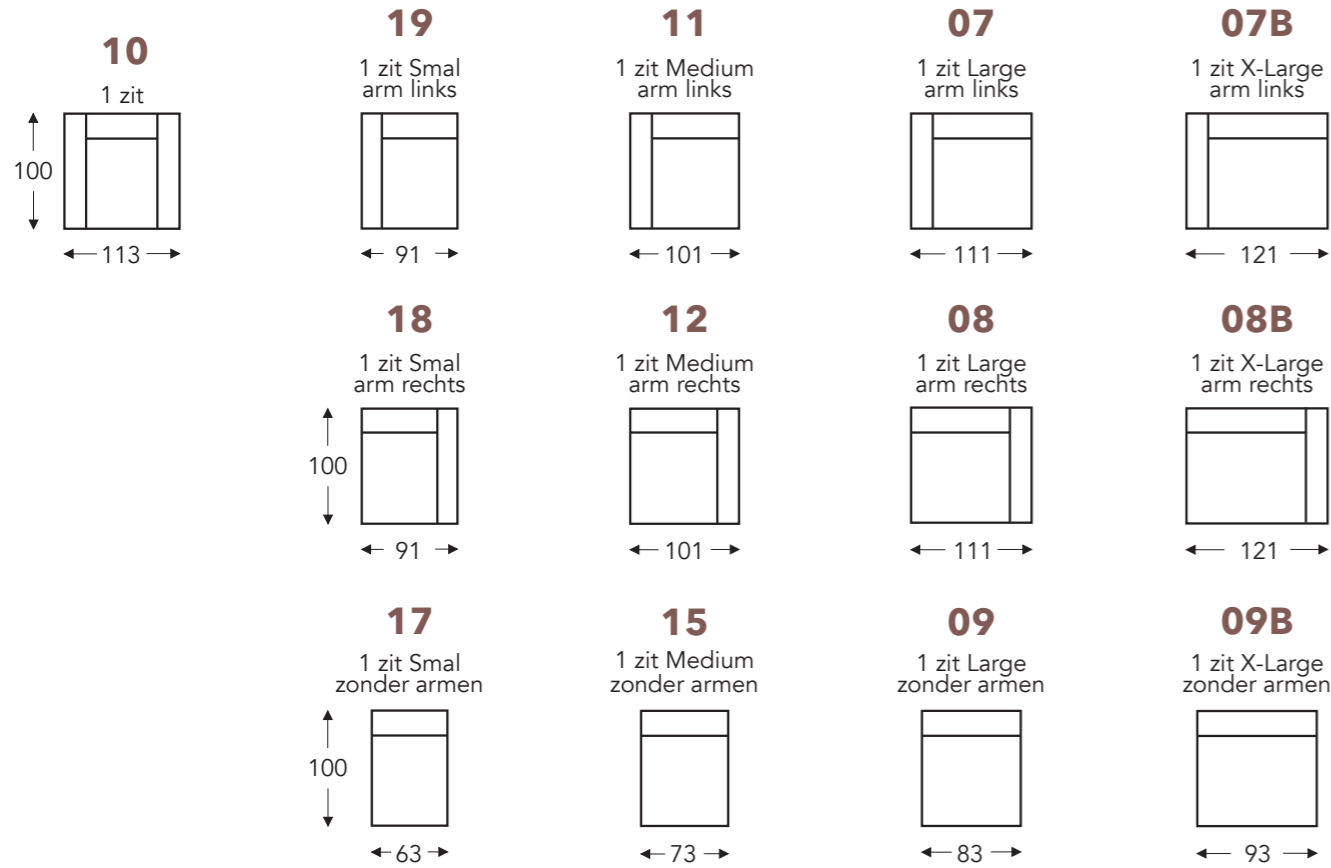 10
1 zit
100
113
19
1 zit Smal
arm links
91
11
1 zit Medium
arm links
101
07
1 zit Large
arm links
111
07B
1 zit X-Large
arm links
121
18
1 zit Smal
arm rechts
100
91
12
1 zit Medium
arm rechts
101
08
1 zit Large
arm rechts
111
08B
1 zit X-Large
arm rechts
121
17
1 zit Smal
zonder armen
100
63
15
1 zit Medium
zonder armen
73
09
1 zit Large
zonder armen
83
09B
1 zit X-Large
zonder armen
93